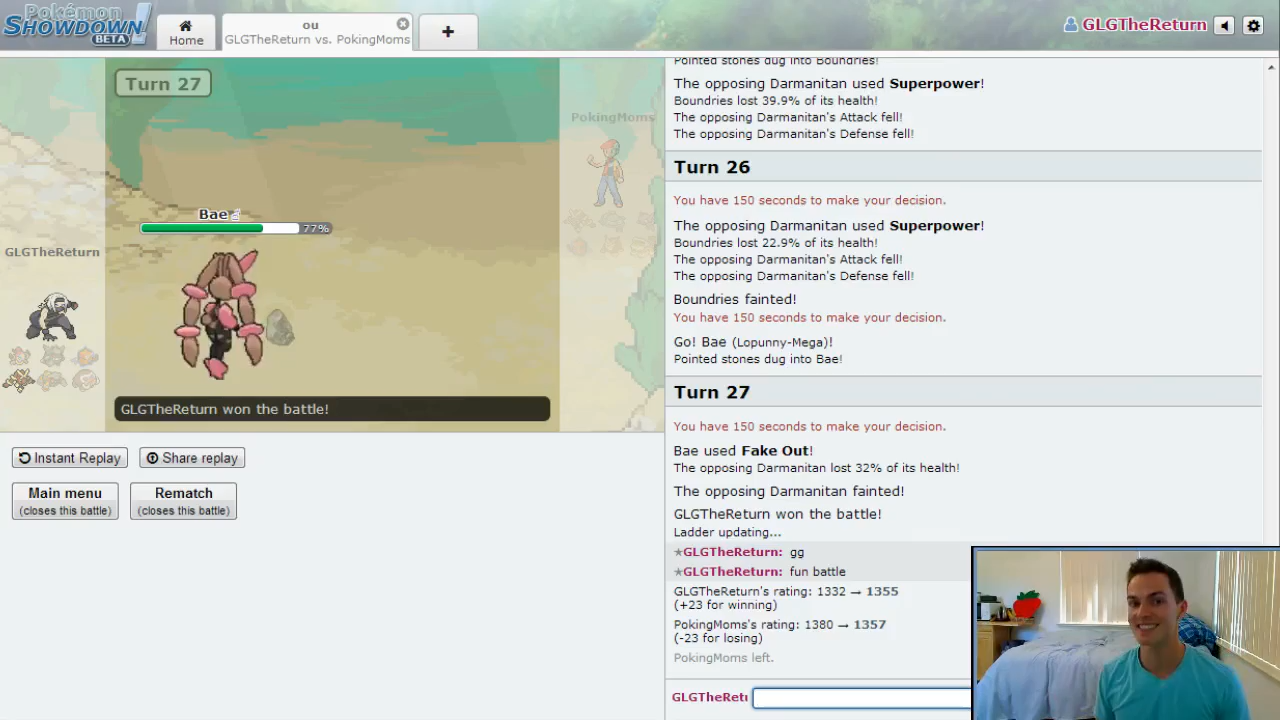 Pokémon
SHOWDOWN!
BETA
Home
ou
GLGTheReturn vs. PokingMoms
+
GLGTheReturn
Turn 27
PokingMoms
Bae
77%
GLGTheReturn
GLGTheReturn won the battle!
Instant Replay
Share replay
Main menu
(closes this battle)
Rematch
(closes this battle)
Pointed stones dug into Boundries!
The opposing Darmanitan used Superpower!
Boundries lost 39.9% of its health!
The opposing Darmanitan's Attack fell!
The opposing Darmanitan's Defense fell!
Turn 26
You have 150 seconds to make your decision.
The opposing Darmanitan used Superpower!
Boundries lost 22.9% of its health!
The opposing Darmanitan's Attack fell!
The opposing Darmanitan's Defense fell!
Boundries fainted!
You have 150 seconds to make your decision.
Go! Bae (Lopunny-Mega)!
Pointed stones dug into Bae!
Turn 27
You have 150 seconds to make your decision.
Bae used Fake Out!
The opposing Darmanitan lost 32% of its health!
The opposing Darmanitan fainted!
GLGTheReturn won the battle!
Ladder updating...
★GLGTheReturn: gg
★GLGTheReturn: fun battle
GLGTheReturn's rating: 1332 → 1355
(+23 for winning)
PokingMoms's rating: 1380 → 1357
(-23 for losing)
PokingMoms left.
GLGTheRetu